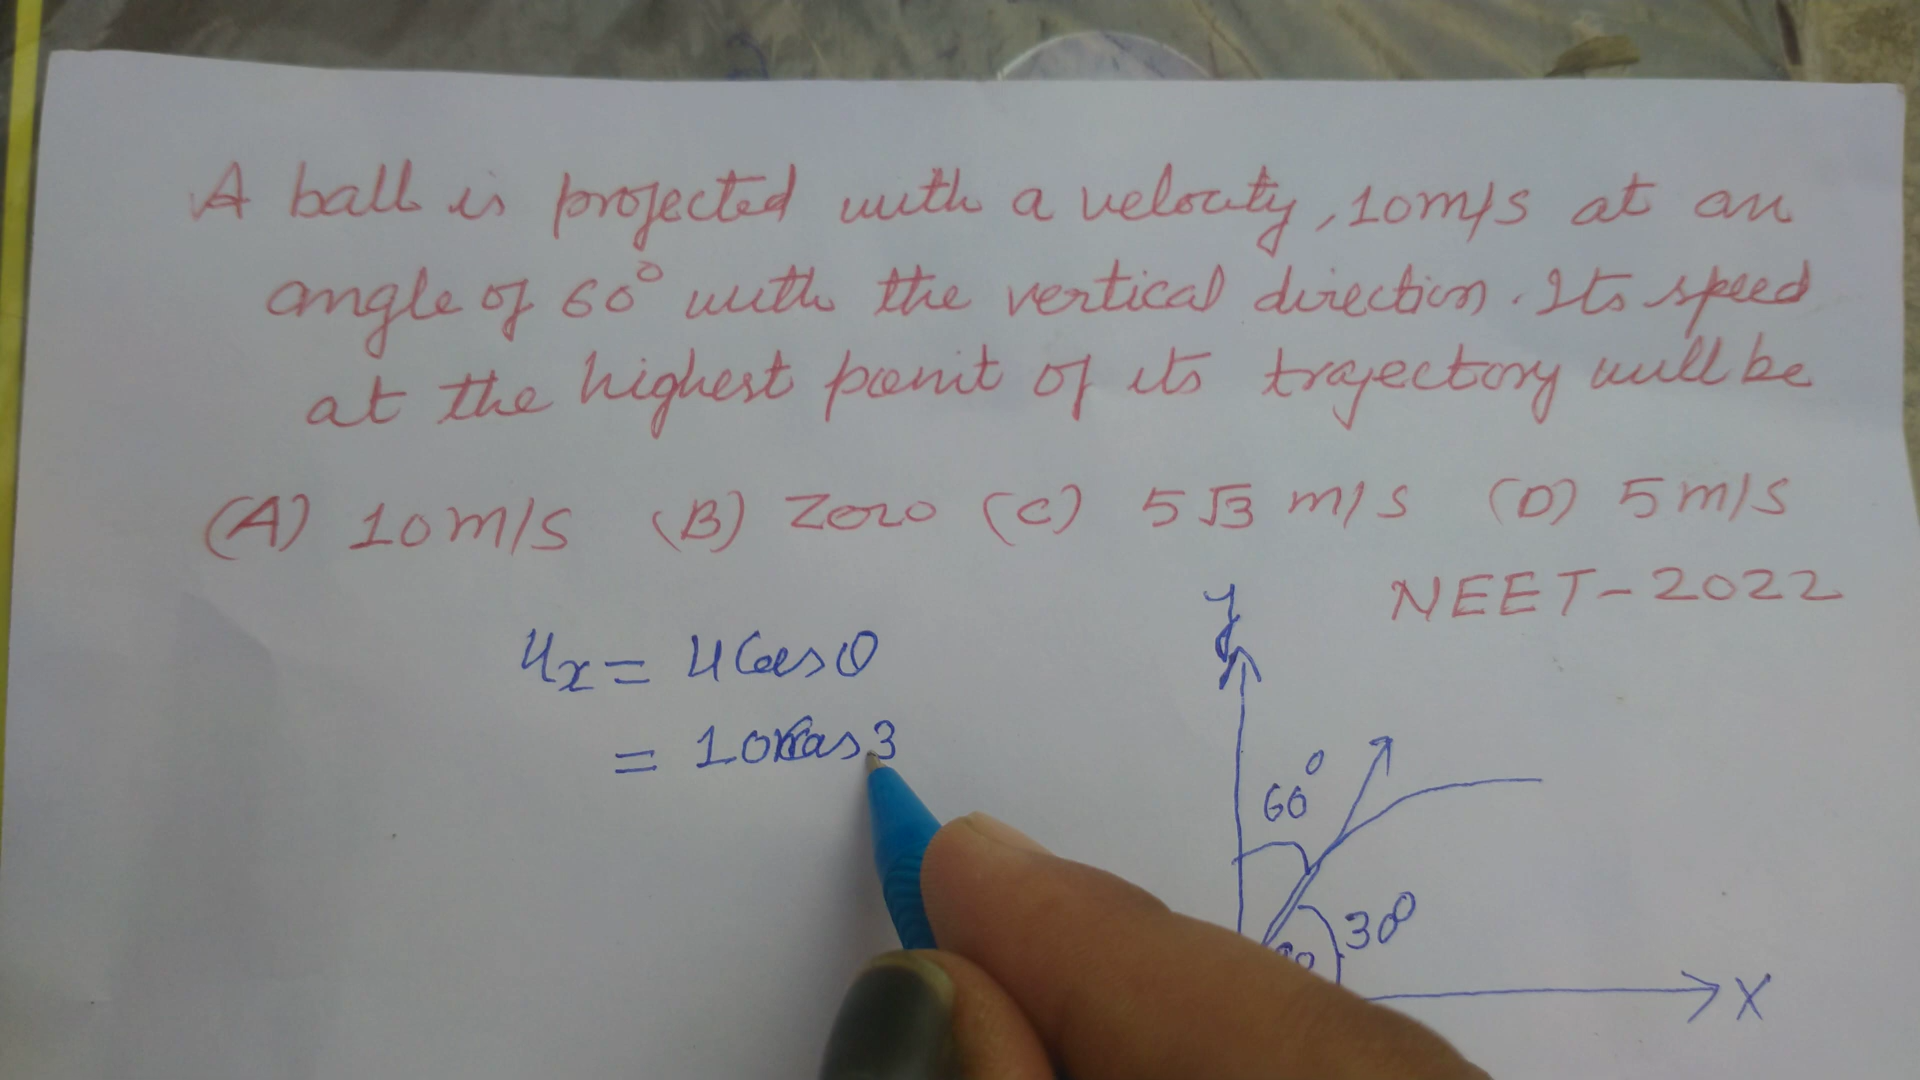 A ball is projected with a velocity, 10m/s at an
angle of 60° with the vertical direction. Its speed
at the highest point of its trajectory will be
(A) 10m/s (B) Zero (C) 5√3 m/s (D) 5m/s
NEET-2022
y
ux = u Cos θ
= 10×Cos 3
60°
30°
X